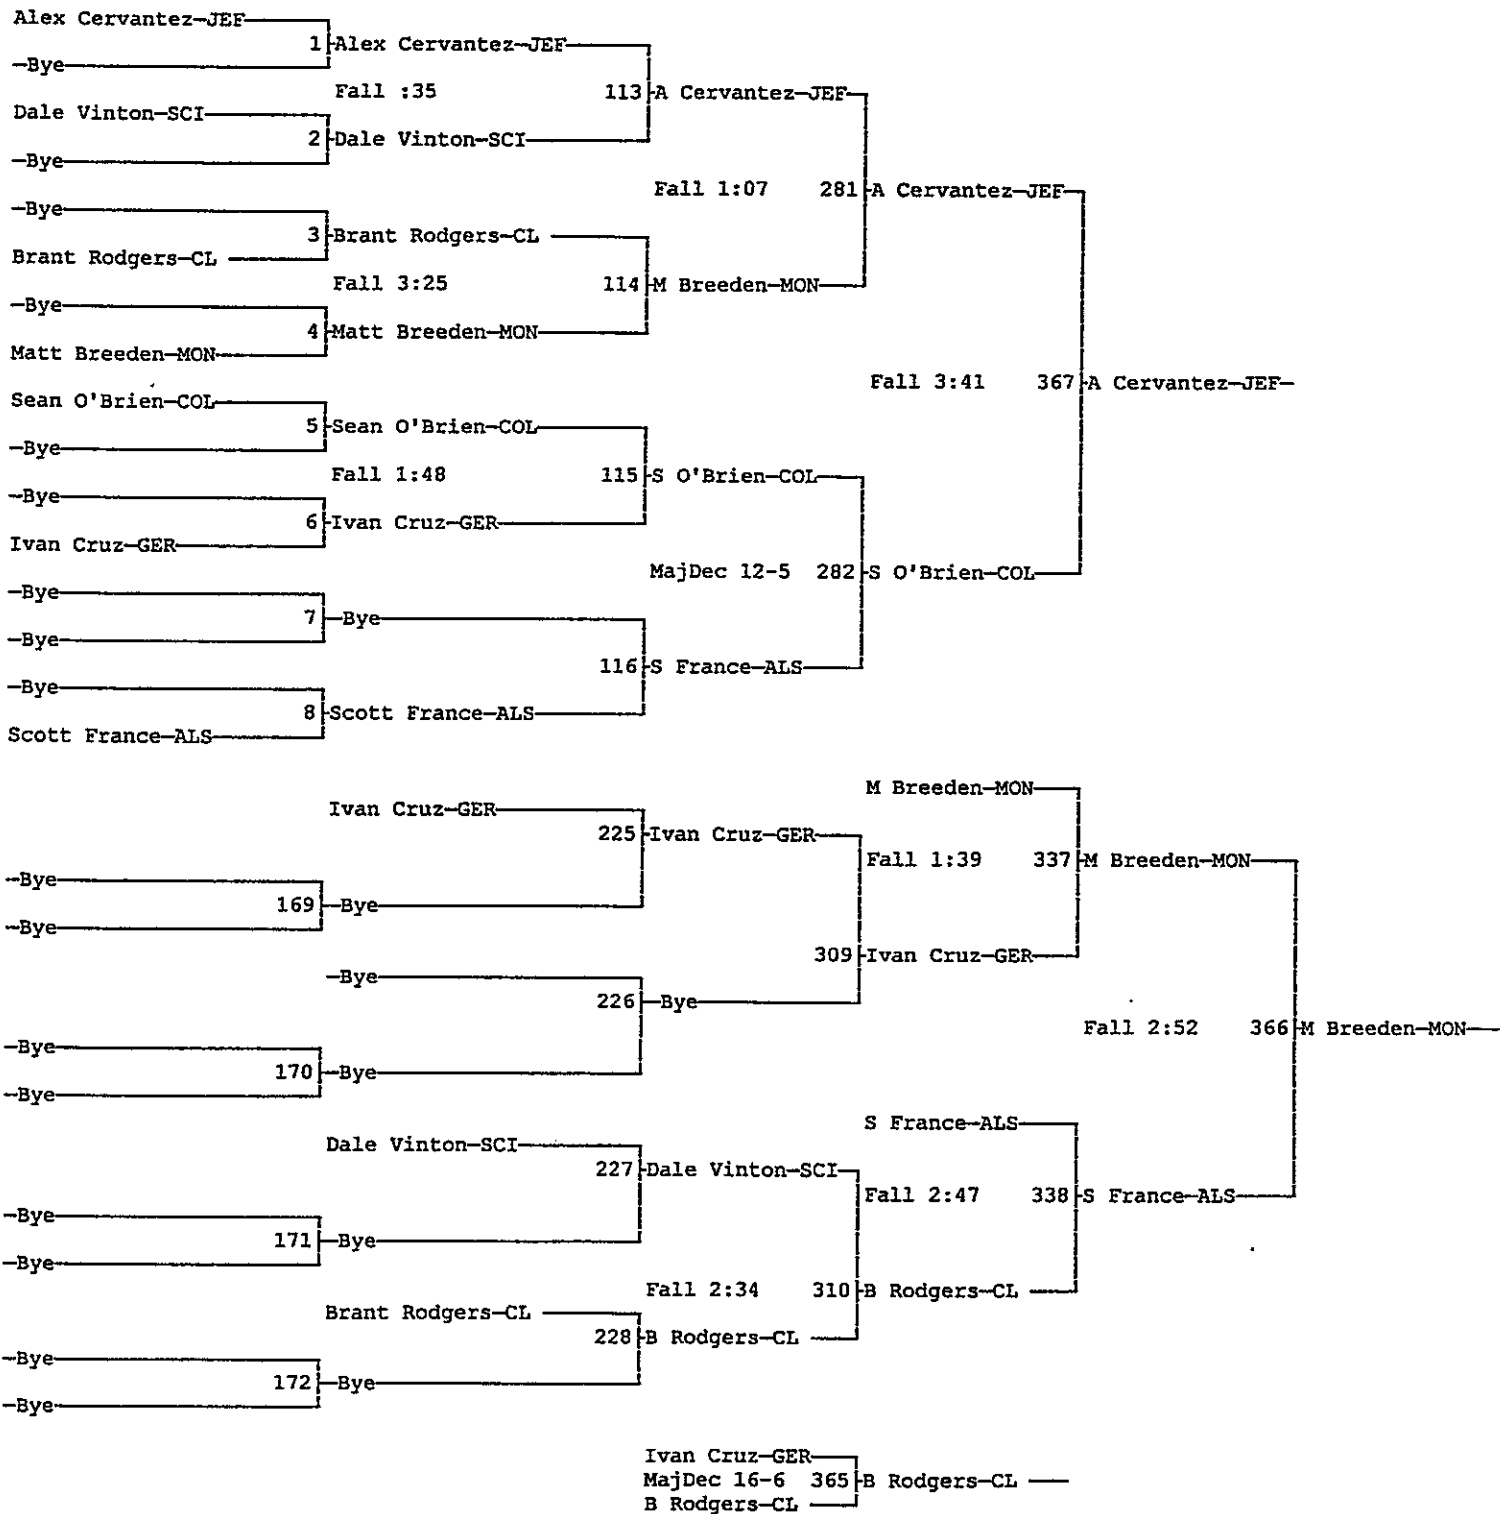 Alex Cervantez-JEF
1 Alex Cervantez-JEF
-Bye
Fall :35 113 A Cervantez-JEF
Dale Vinton-SCI
2 Dale Vinton-SCI
-Bye
Fall 1:07 281 A Cervantez-JEF
-Bye
3 Brant Rodgers-CL
Brant Rodgers-CL
Fall 3:25 114 M Breeden-MON
-Bye
4 Matt Breeden-MON
Matt Breeden-MON
Fall 3:41 367 A Cervantez-JEF-
Sean O'Brien-COL
5 Sean O'Brien-COL
-Bye
Fall 1:48 115 S O'Brien-COL
-Bye
6 Ivan Cruz-GER
Ivan Cruz-GER
MajDec 12-5 282 S O'Brien-COL
-Bye
7 -Bye
-Bye
116 S France-ALS
-Bye
8 Scott France-ALS
Scott France-ALS
M Breeden-MON
Ivan Cruz-GER
225 Ivan Cruz-GER
Fall 1:39 337 M Breeden-MON
-Bye
169 -Bye
-Bye
309 Ivan Cruz-GER
-Bye
226 -Bye
Fall 2:52 366 M Breeden-MON
-Bye
170 -Bye
-Bye
S France-ALS
Dale Vinton-SCI
227 Dale Vinton-SCI
Fall 2:47 338 S France-ALS
-Bye
171 -Bye
-Bye
Fall 2:34 310 B Rodgers-CL
Brant Rodgers-CL
228 B Rodgers-CL
-Bye
172 -Bye
-Bye
Ivan Cruz-GER
MajDec 16-6 365 B Rodgers-CL
B Rodgers-CL